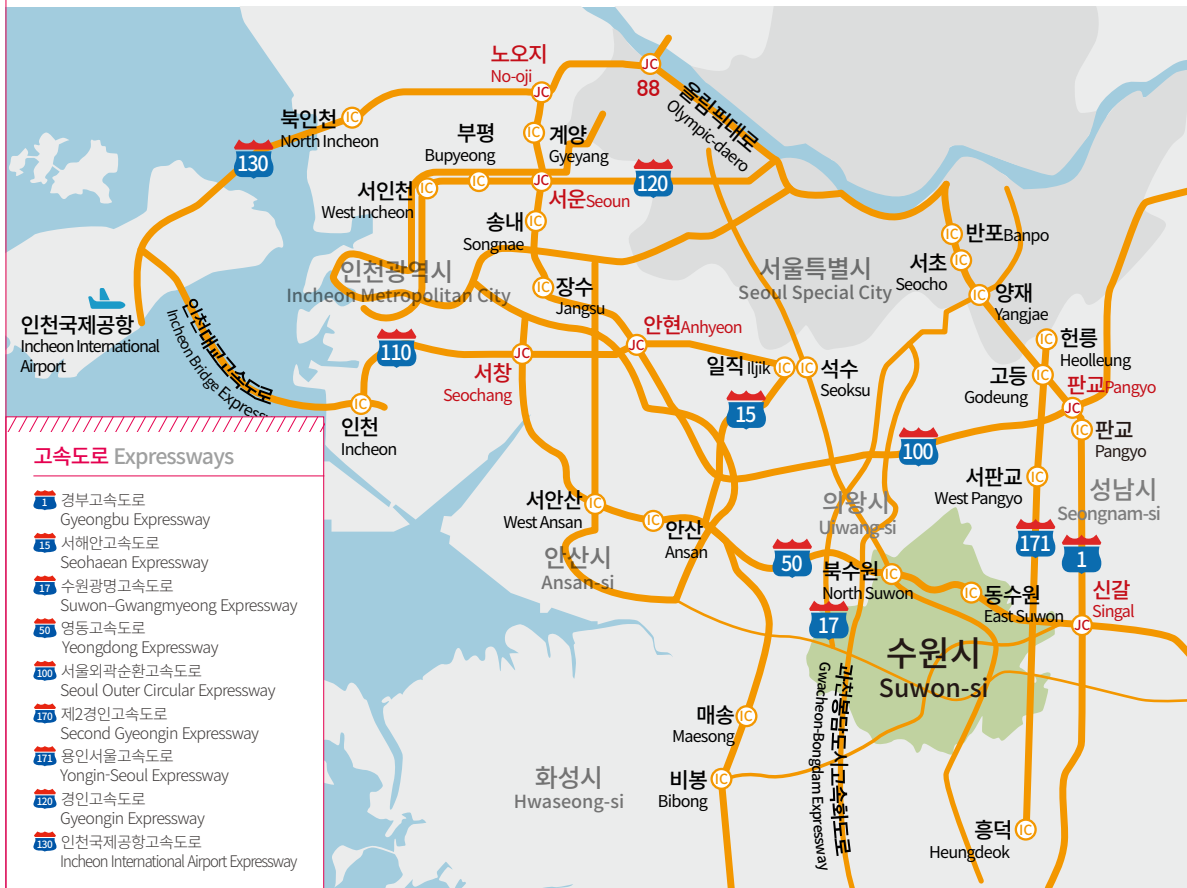 노오지
No-oji
JC
JC
88
올림픽대로
Olympic-daero
북인천
North Incheon
IC
130
부평
Bupyeong
IC
계양
Gyeyang
IC
서인천
West Incheon
IC
JC
서운Seoun
120
송내
Songnae
IC
인천광역시
Incheon Metropolitan City
장수
Jangsu
IC
서울특별시
Seoul Special City
반포Banpo
IC
서초
Seocho
IC
양재
Yangjae
IC
인천국제공항
Incheon International
Airport
인천대교고속도로
Incheon Bridge Express
110
서창
Seochang
JC
안현Anhyeon
JC
일직 Iljik
IC
석수
Seoksu
IC
헌릉
Heolleung
IC
고등
Godeung
IC
판교Pangyo
JC
판교
Pangyo
IC
인천
Incheon
IC
15
100
서안산
West Ansan
IC
안산
Ansan
IC
안산시
Ansan-si
의왕시
Uiwang-si
서판교
West Pangyo
IC
성남시
Seongnam-si
171
1
50
북수원
North Suwon
IC
동수원
East Suwon
IC
신갈
Singal
JC
17
수원시
Suwon-si
과천봉담도시고속화도로
Gwacheon-Bongdam Expressway
매송
Maesong
IC
화성시
Hwaseong-si
비봉
Bibong
IC
흥덕
Heungdeok
IC
고속도로 Expressways
1 경부고속도로
Gyeongbu Expressway
15 서해안고속도로
Seohaean Expressway
17 수원광명고속도로
Suwon–Gwangmyeong Expressway
50 영동고속도로
Yeongdong Expressway
100 서울외곽순환고속도로
Seoul Outer Circular Expressway
170 제2경인고속도로
Second Gyeongin Expressway
171 용인서울고속도로
Yongin-Seoul Expressway
120 경인고속도로
Gyeongin Expressway
130 인천국제공항고속도로
Incheon International Airport Expressway